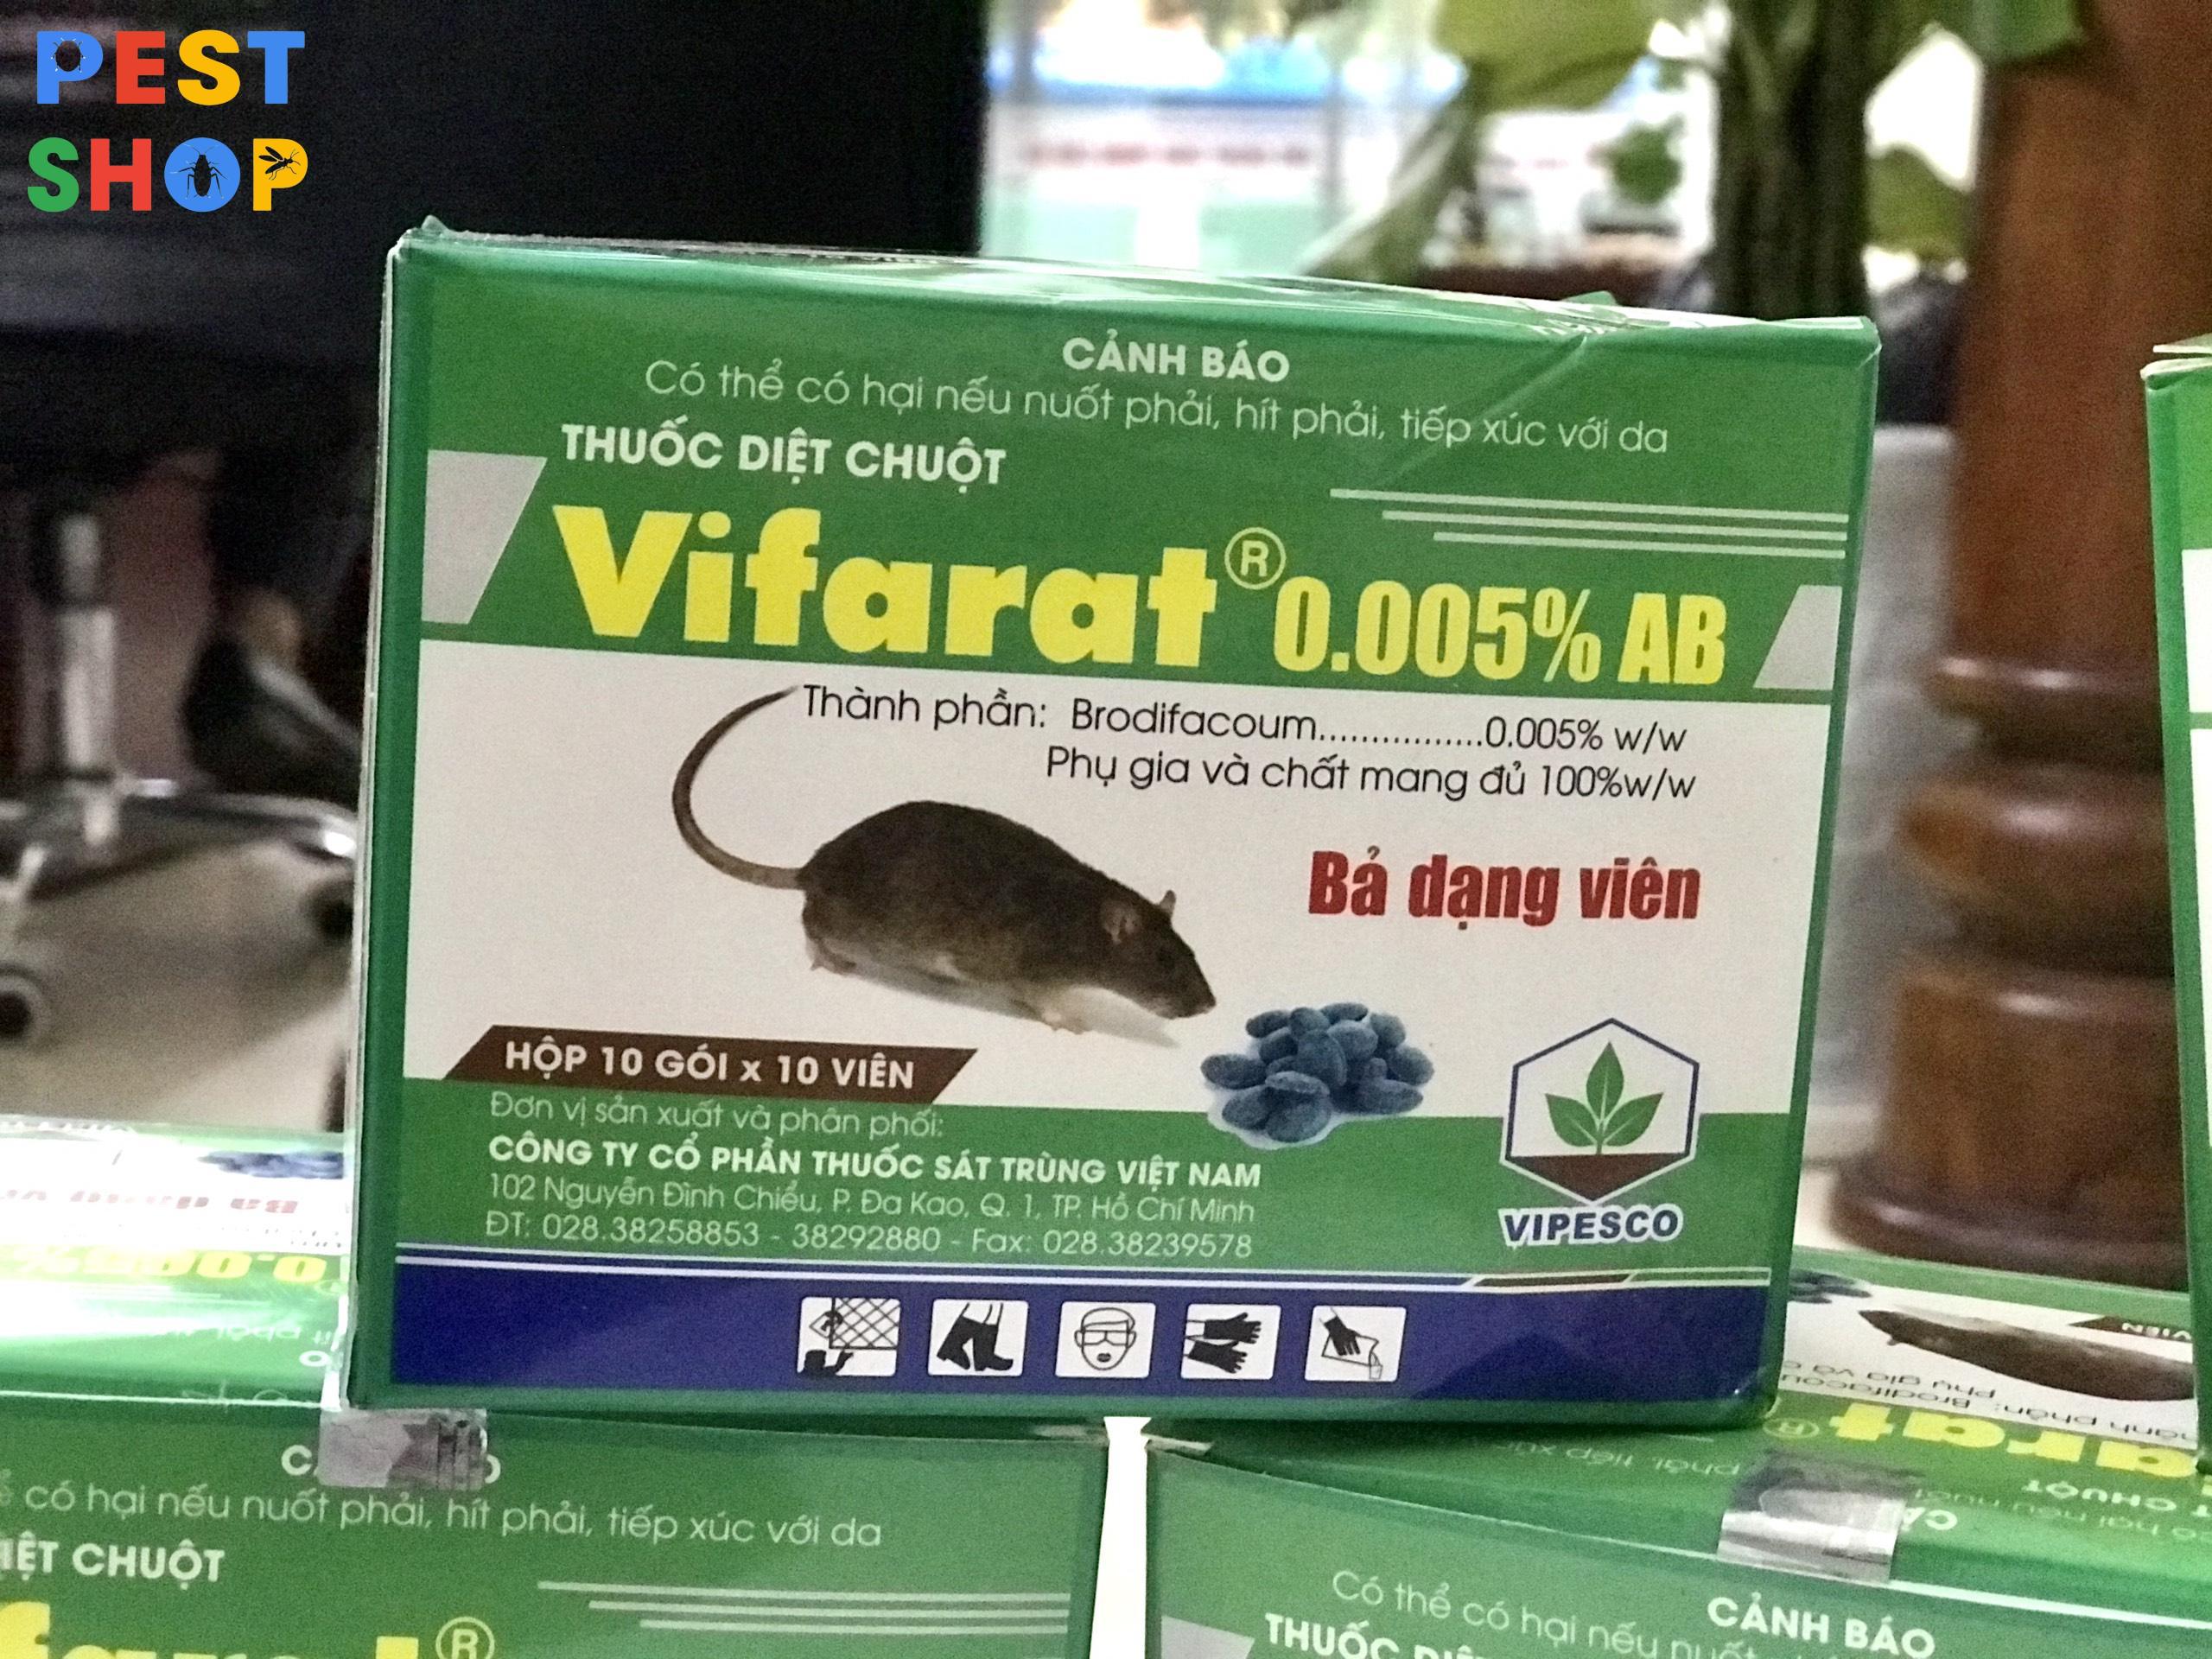 PEST
SHOP
CẢNH BÁO
Có thể có hại nếu nuốt phải, hít phải, tiếp xúc với da
THUỐC DIỆT CHUỘT
Vifarat® 0.005% AB
Thành phần: Brodifacoum................0.005% w/w
Phụ gia và chất mang đủ 100%w/w
Bả dạng viên
HỘP 10 GÓI x 10 VIÊN
Đơn vị sản xuất và phân phối:
CÔNG TY CỔ PHẦN THUỐC SÁT TRÙNG VIỆT NAM
102 Nguyễn Đình Chiểu, P. Đa Kao, Q. 1, TP. Hồ Chí Minh
ĐT: 028.38258853 - 38292880 - Fax: 028.38239578
VIPESCO
có hại nếu nuốt phải, hít phải, tiếp xúc với da
CHUỘT
®
CẢNH BÁO
Có thể có hại nếu nuốt
THUỐC